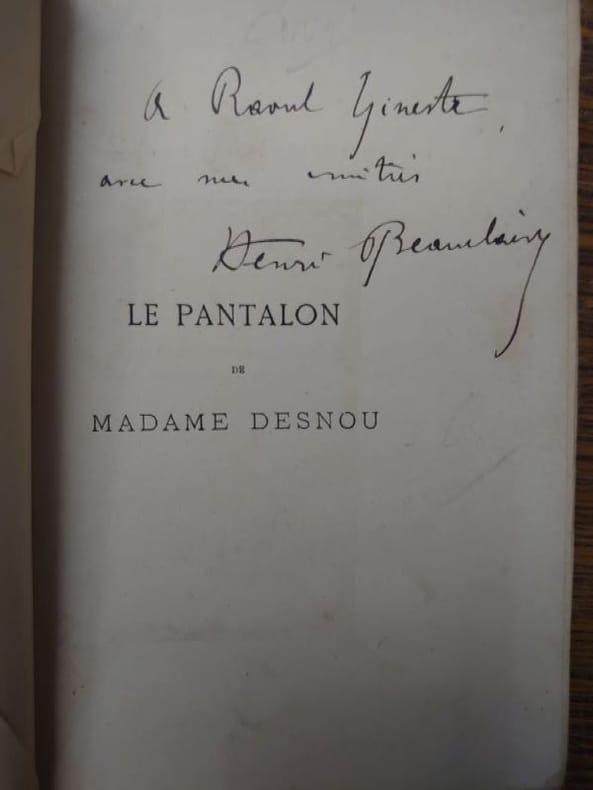 A Raoul Gineste,
avec mes amitiés
Henri Beauclair
LE PANTALON
DE
MADAME DESNOU